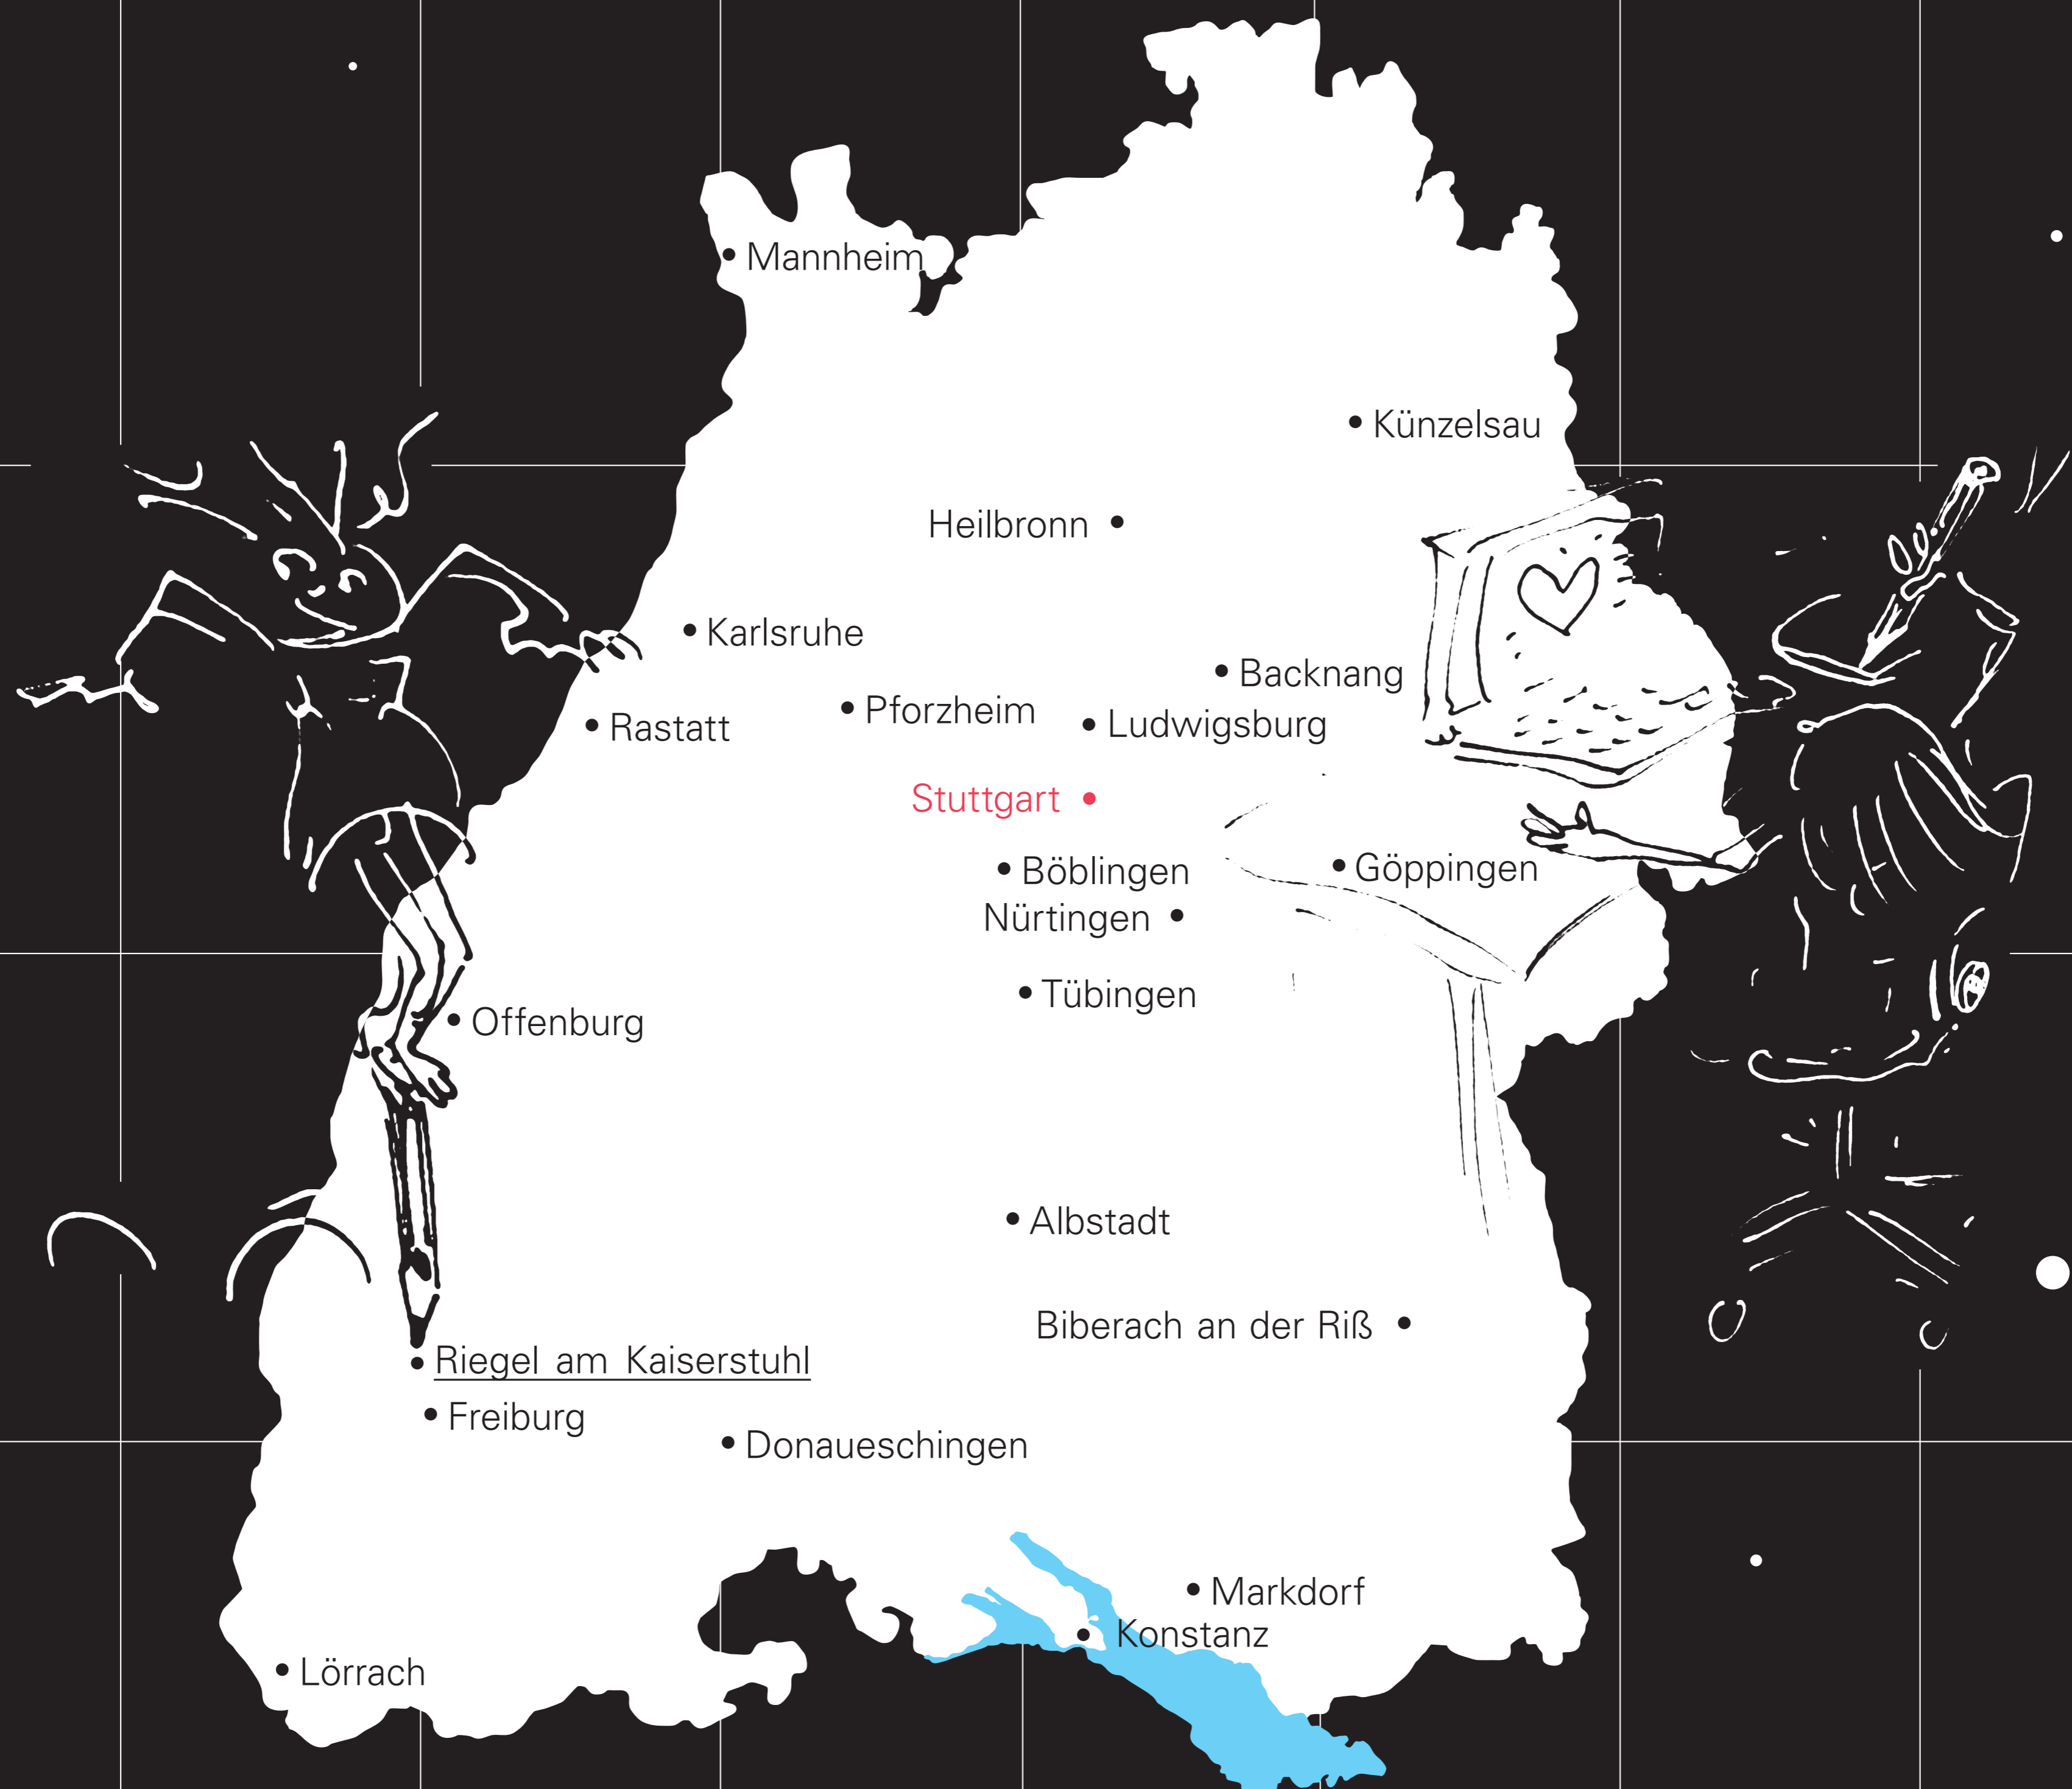 Mannheim
Künzelsau
Heilbronn
Karlsruhe
Backnang
Pforzheim
Ludwigsburg
Rastatt
Stuttgart
Göppingen
Böblingen
Nürtingen
Tübingen
Offenburg
Albstadt
Biberach an der Riß
Riegel am Kaiserstuhl
Freiburg
Donaueschingen
Markdorf
Konstanz
Lörrach